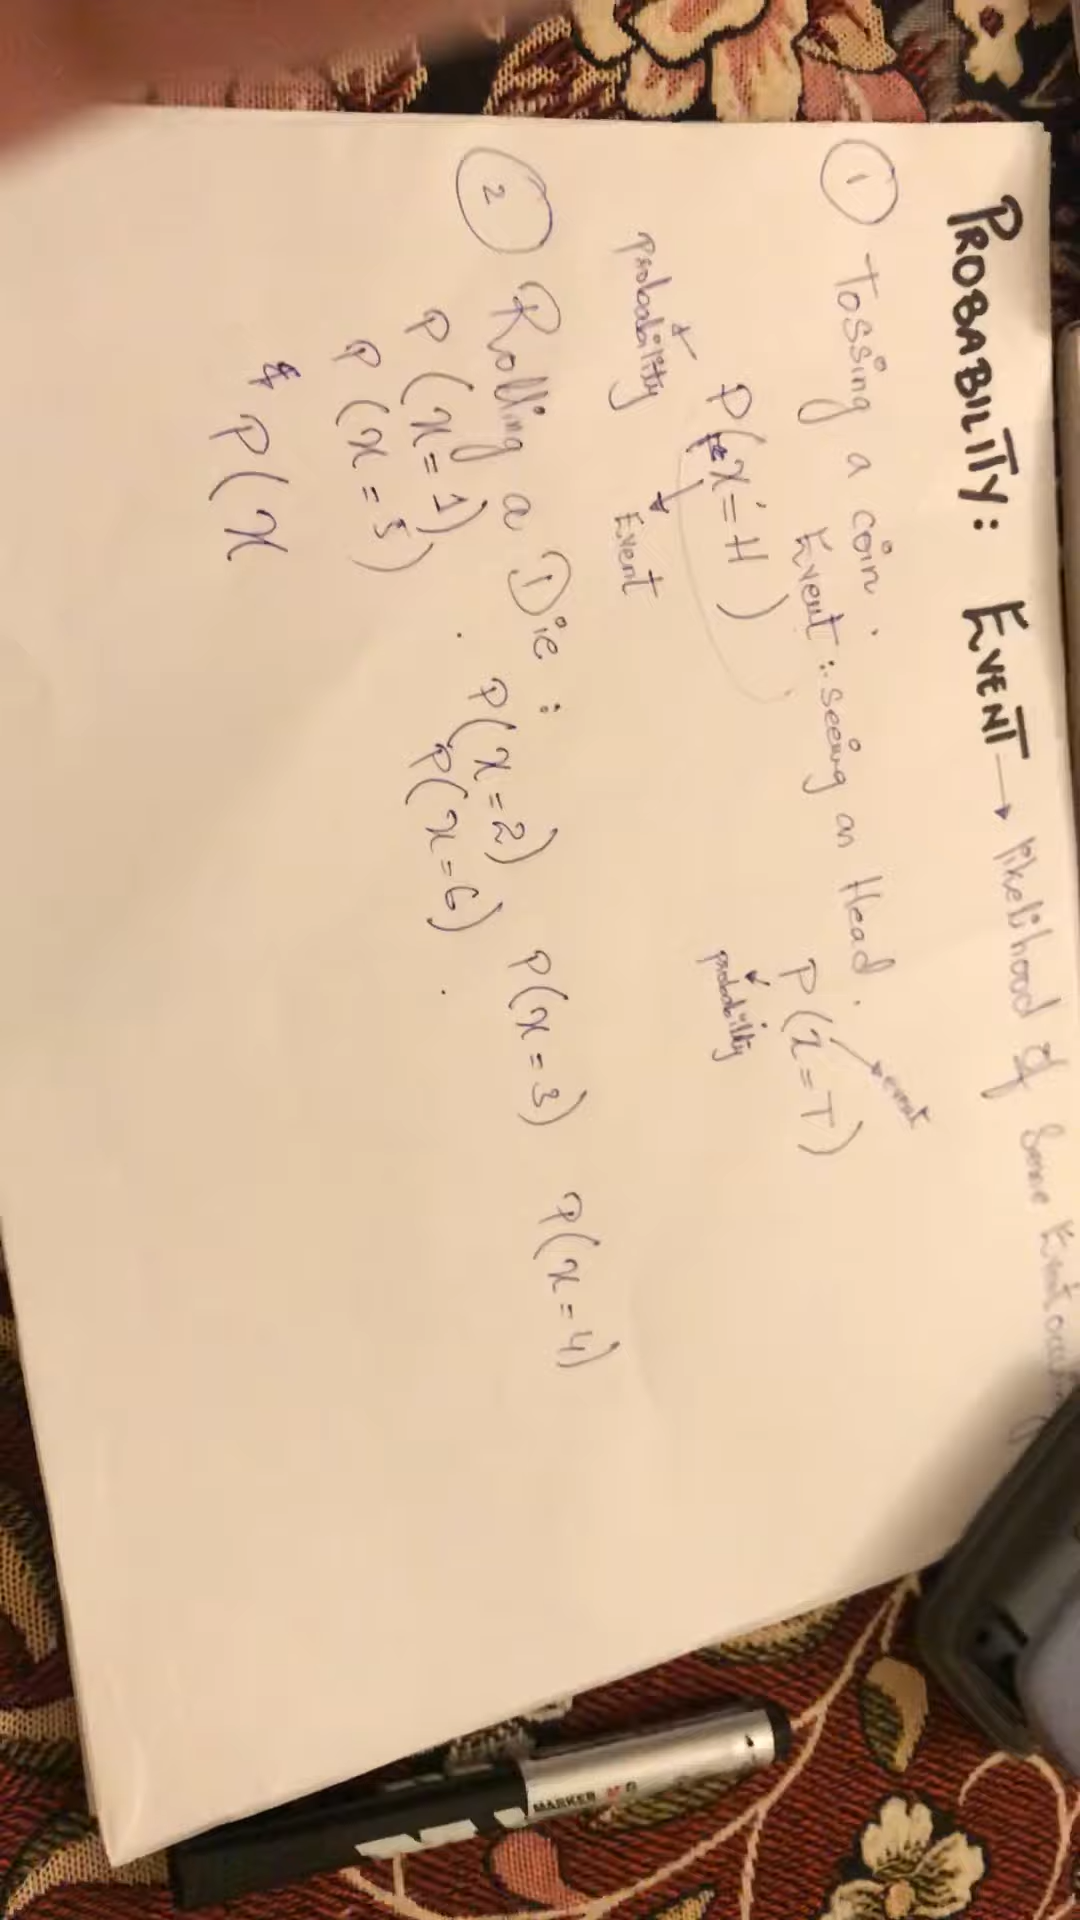 PROBABILITY: EVENT → likelihood of Some Event
① Tossing a coin.
Event: seeing an Head.
P(x=H)
probability
Event
P(x=T)
event
probability
② Rolling a Die:
P(x=1) P(x=2) P(x=3) P(x=4)
P(x=5) P(x=6).
P(x
MARKER